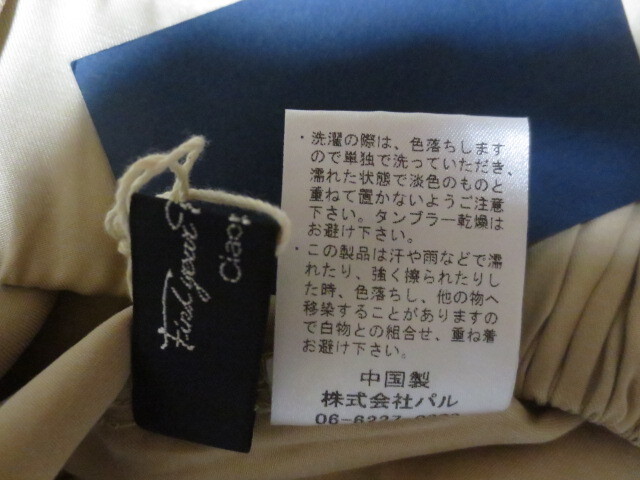 ・洗濯の際は、色落ちします
ので単独で洗っていただき、
濡れた状態で淡色のものと
重ねて置かないようご注意
下さい。タンブラー乾燥は
お避け下さい。
・この製品は汗や雨などで濡
れたり、強く擦られたりし
た時、色落ちし、他の物へ
移染することがありますの
で白物との組合せ、重ね着
お避け下さい。
中国製
株式会社パル
Ciao!